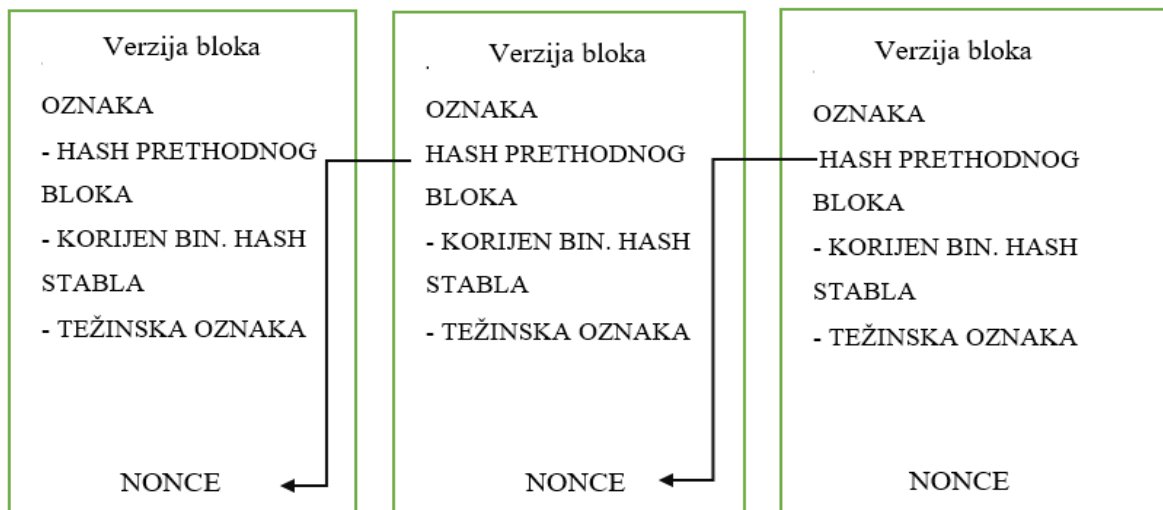 Verzija bloka
OZNAKA
- HASH PRETHODNOG
BLOKA
- KORIJEN BIN. HASH
STABLA
- TEŽINSKA OZNAKA
NONCE
Verzija bloka
OZNAKA
HASH PRETHODNOG
BLOKA
- KORIJEN BIN. HASH
STABLA
- TEŽINSKA OZNAKA
NONCE
Verzija bloka
OZNAKA
HASH PRETHODNOG
BLOKA
- KORIJEN BIN. HASH
STABLA
- TEŽINSKA OZNAKA
NONCE